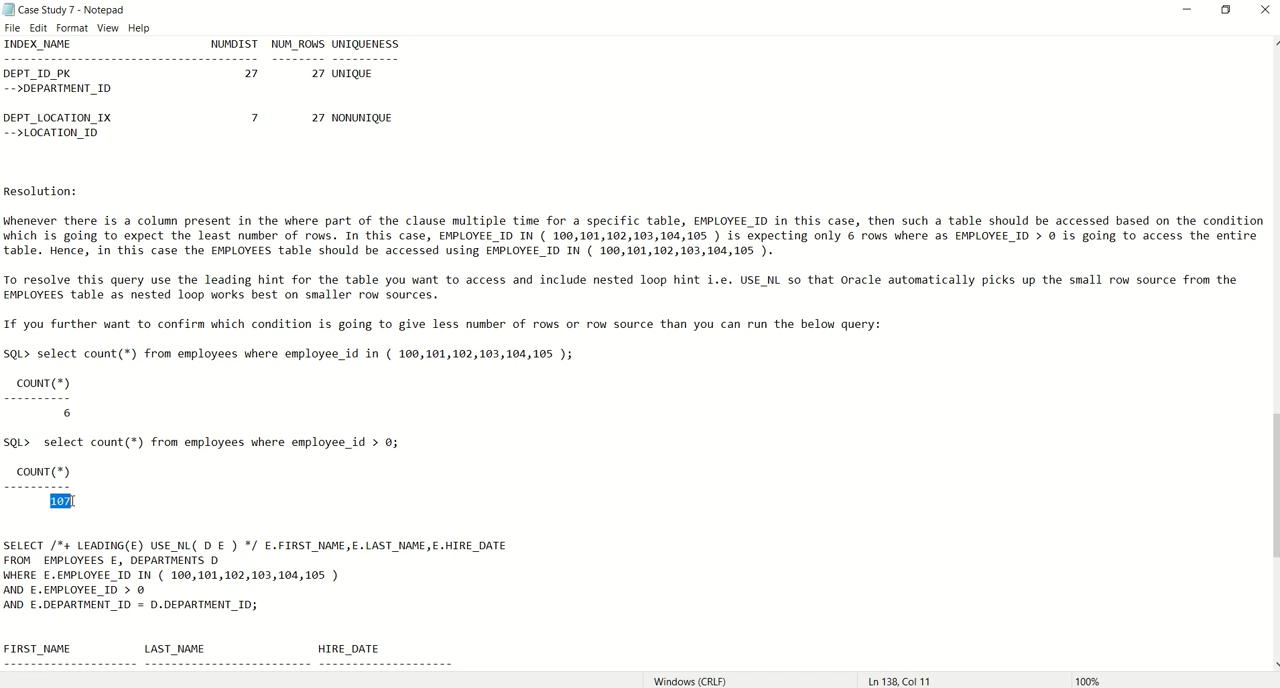 Case Study 7 - Notepad
File Edit Format View Help
INDEX_NAME NUMDIST NUM_ROWS UNIQUENESS
-------------------------------------- -------- ----------
DEPT_ID_PK 27 27 UNIQUE
-->DEPARTMENT_ID
DEPT_LOCATION_IX 7 27 NONUNIQUE
-->LOCATION_ID
Resolution:
Whenever there is a column present in the where part of the clause multiple time for a specific table, EMPLOYEE_ID in this case, then such a table should be accessed based on the condition
which is going to expect the least number of rows. In this case, EMPLOYEE_ID IN ( 100,101,102,103,104,105 ) is expecting only 6 rows where as EMPLOYEE_ID > 0 is going to access the entire
table. Hence, in this case the EMPLOYEES table should be accessed using EMPLOYEE_ID IN ( 100,101,102,103,104,105 ).
To resolve this query use the leading hint for the table you want to access and include nested loop hint i.e. USE_NL so that Oracle automatically picks up the small row source from the
EMPLOYEES table as nested loop works best on smaller row sources.
If you further want to confirm which condition is going to give less number of rows or row source than you can run the below query:
SQL> select count(*) from employees where employee_id in ( 100,101,102,103,104,105 );
COUNT(*)
----------
6
SQL> select count(*) from employees where employee_id > 0;
COUNT(*)
----------
107
SELECT /*+ LEADING(E) USE_NL( D E ) */ E.FIRST_NAME,E.LAST_NAME,E.HIRE_DATE
FROM EMPLOYEES E, DEPARTMENTS D
WHERE E.EMPLOYEE_ID IN ( 100,101,102,103,104,105 )
AND E.EMPLOYEE_ID > 0
AND E.DEPARTMENT_ID = D.DEPARTMENT_ID;
FIRST_NAME LAST_NAME HIRE_DATE
-------------------- ------------------------- --------------------
Windows (CRLF) Ln 138, Col 11 100%